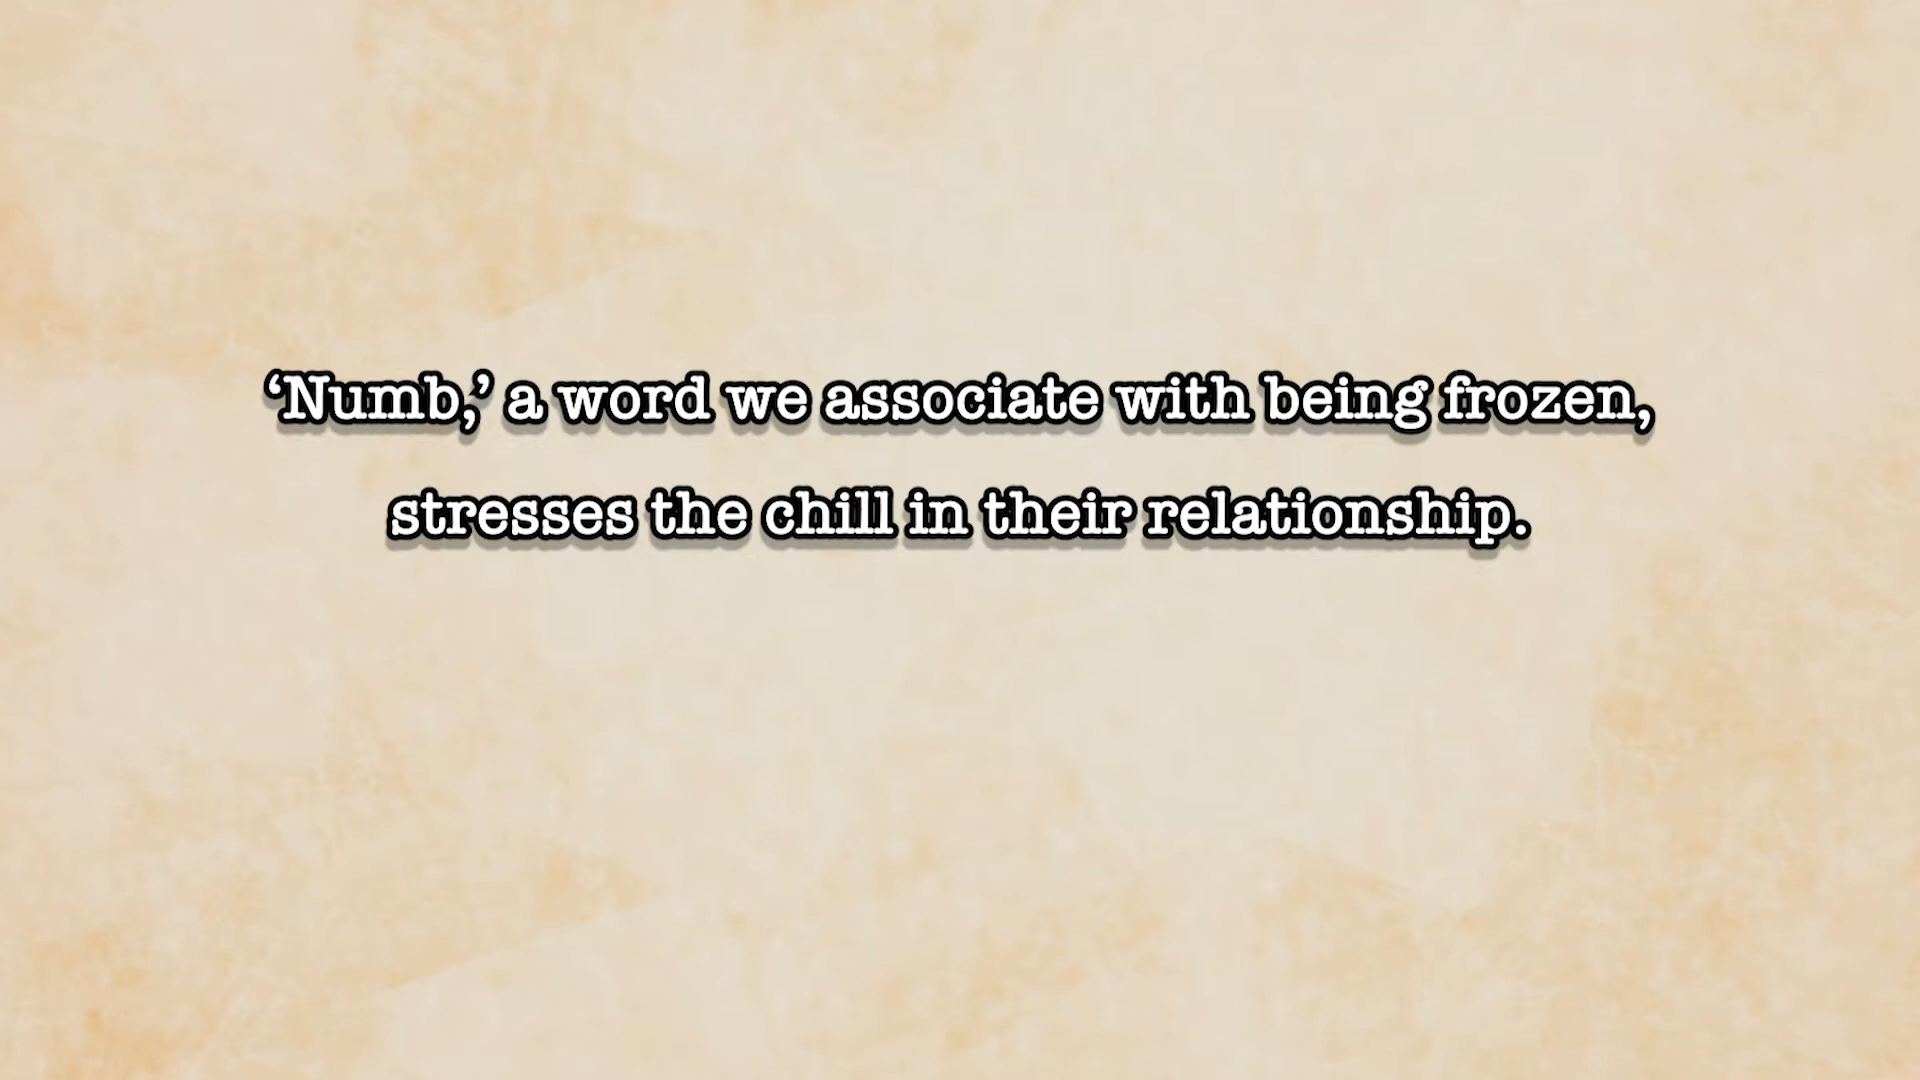 ‘Numb,’ a word we associate with being frozen,
stresses the chill in their relationship.